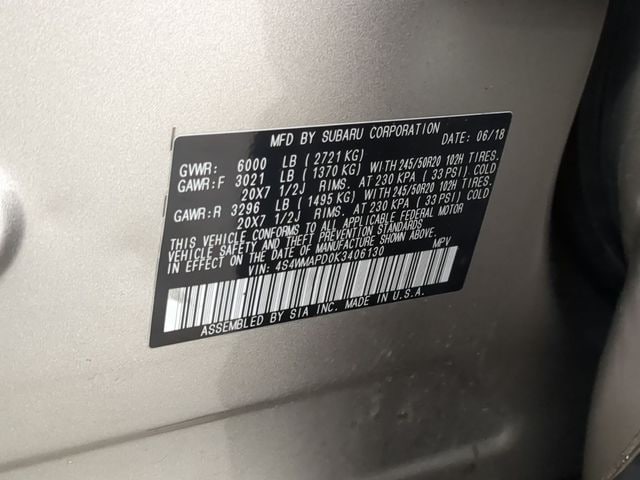 MFD BY SUBARU CORPORATION DATE: 06/18
GVWR: 6000 LB (2721 KG)
GAWR:F 3021 LB (1370 KG) WITH 245/50R20 102H TIRES.
20X7 1/2J RIMS. AT 230 KPA (33 PSI) COLD
GAWR:R 3296 LB (1495 KG) WITH 245/50R20 102H TIRES.
20X7 1/2J RIMS. AT 230 KPA (33 PSI) COLD
THIS VEHICLE CONFORMS TO ALL APPLICABLE FEDERAL MOTOR
VEHICLE SAFETY AND THEFT PREVENTION STANDARDS
IN EFFECT ON THE DATE OF MANUFACTURE SHOWN ABOVE.
VIN: 4S4WMAPD0K3406130 MPV
ASSEMBLED BY SIA INC. MADE IN U.S.A.